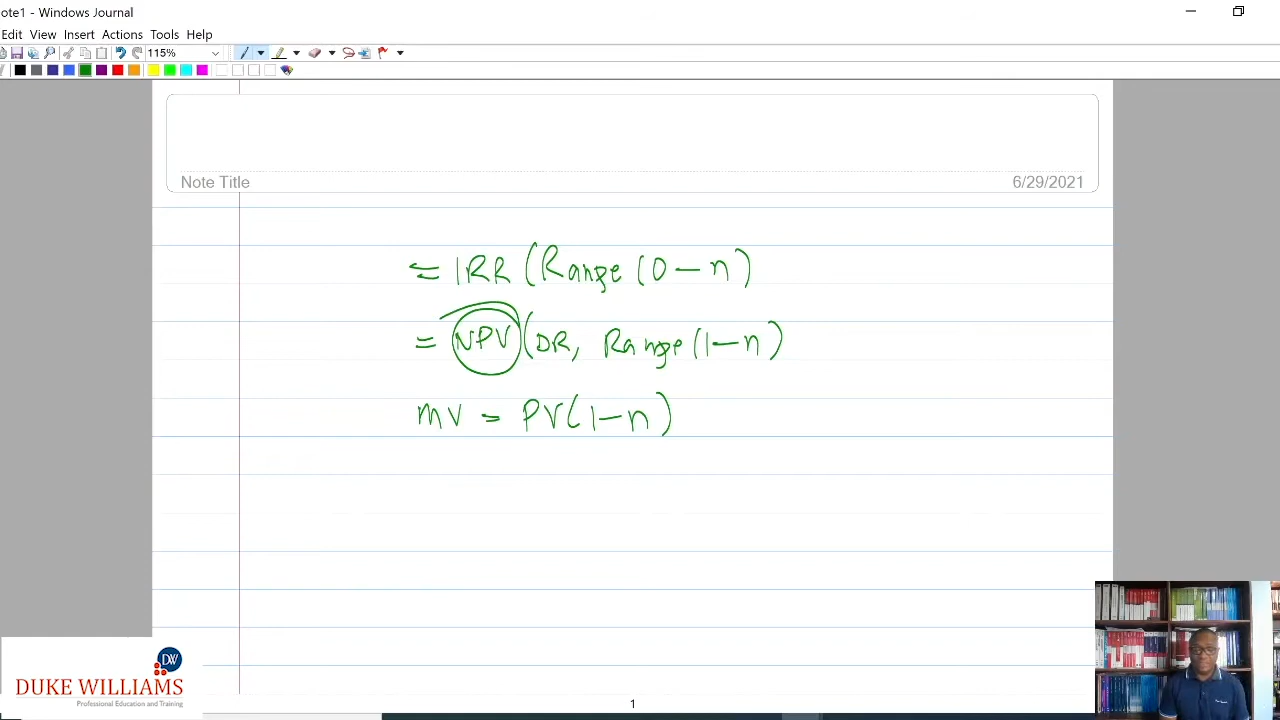 ote1 - Windows Journal
Edit View Insert Actions Tools Help
115%
Note Title
6/29/2021
= IRR (Range (0 - n)
= NPV (DR, Range (1 - n)
mV = PV (1 - n)
DW
DUKE WILLIAMS
Professional Education and Training
1